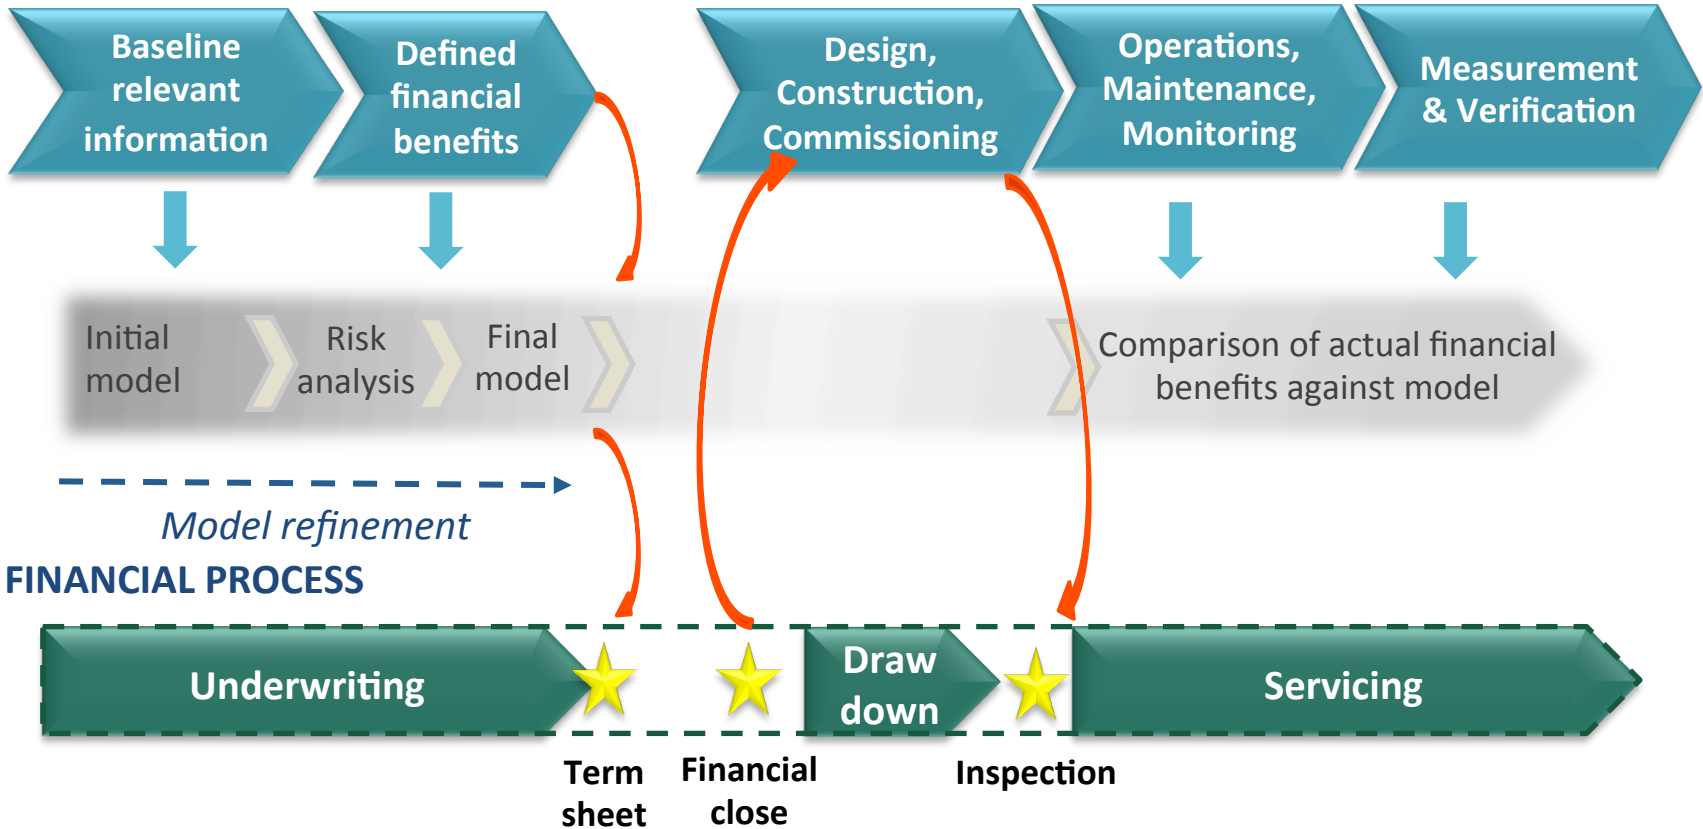 Baseline
relevant
information
Defined
financial
benefits
Design,
Construction,
Commissioning
Operations,
Maintenance,
Monitoring
Measurement
& Verification
Initial
model
Risk
analysis
Final
model
Comparison of actual financial
benefits against model
Model refinement
FINANCIAL PROCESS
Underwriting
Draw
down
Servicing
Term
sheet
Financial
close
Inspection